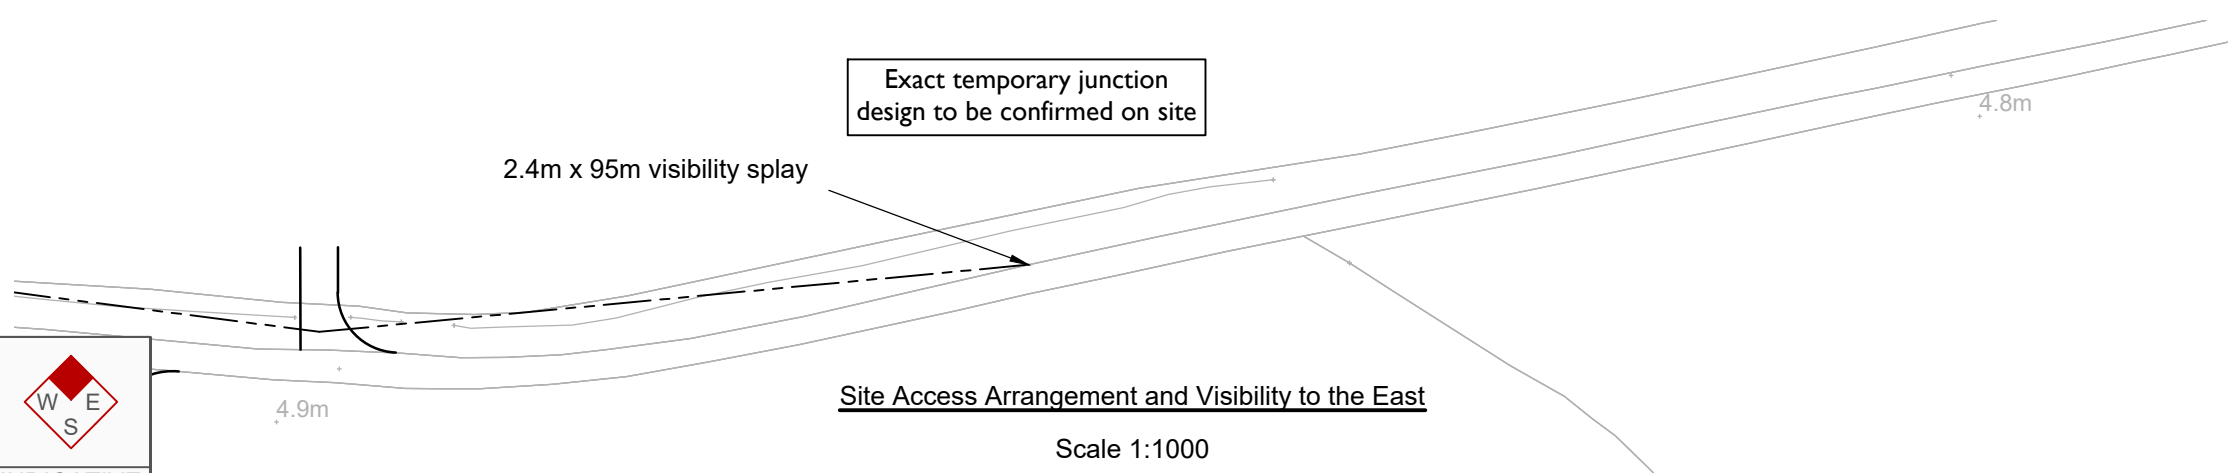 Exact temporary junction
design to be confirmed on site
4.8m
2.4m x 95m visibility splay
W E
S
4.9m
Site Access Arrangement and Visibility to the East
Scale 1:1000